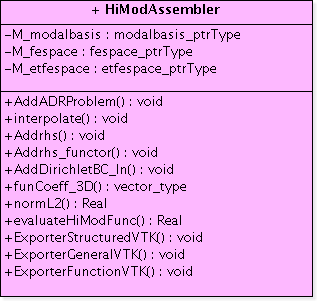 + HiModAssembler
-M_modalbasis : modalbasis_ptrType
-M_fespace : fespace_ptrType
-M_etfespace : etfespace_ptrType
+AddADRProblem() : void
+interpolate() : void
+Addrhs() : void
+Addrhs_functor() : void
+AddDirichletBC_In() : void
+funCoeff_3D() : vector_type
+normL2() : Real
+evaluateHiModFunc() : Real
+ExporterStructuredVTK() : void
+ExporterGeneralVTK() : void
+ExporterFunctionVTK() : void